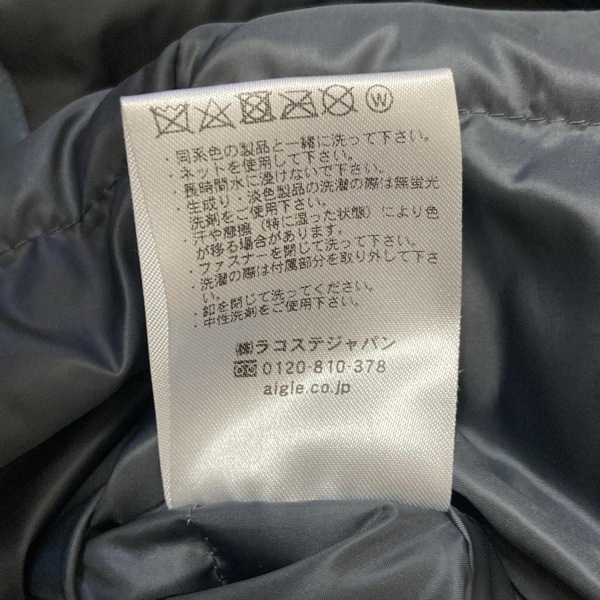 W
・同系色の製品と一緒に洗って下さい。
・ネットを使用して下さい。
・長時間水に浸けないで下さい。
・生成り・淡色製品の洗濯の際は無蛍光
洗剤をご使用下さい。
・汗や摩擦（特に湿った状態）により色
が移る場合があります。
・ファスナーを閉じて洗って下さい。
・洗濯の際は付属部分を取り外して下さ
い。
・釦を閉じて洗ってください。
・中性洗剤をご使用下さい。
㈱ラコステジャパン
0120-810-378
aigle.co.jp